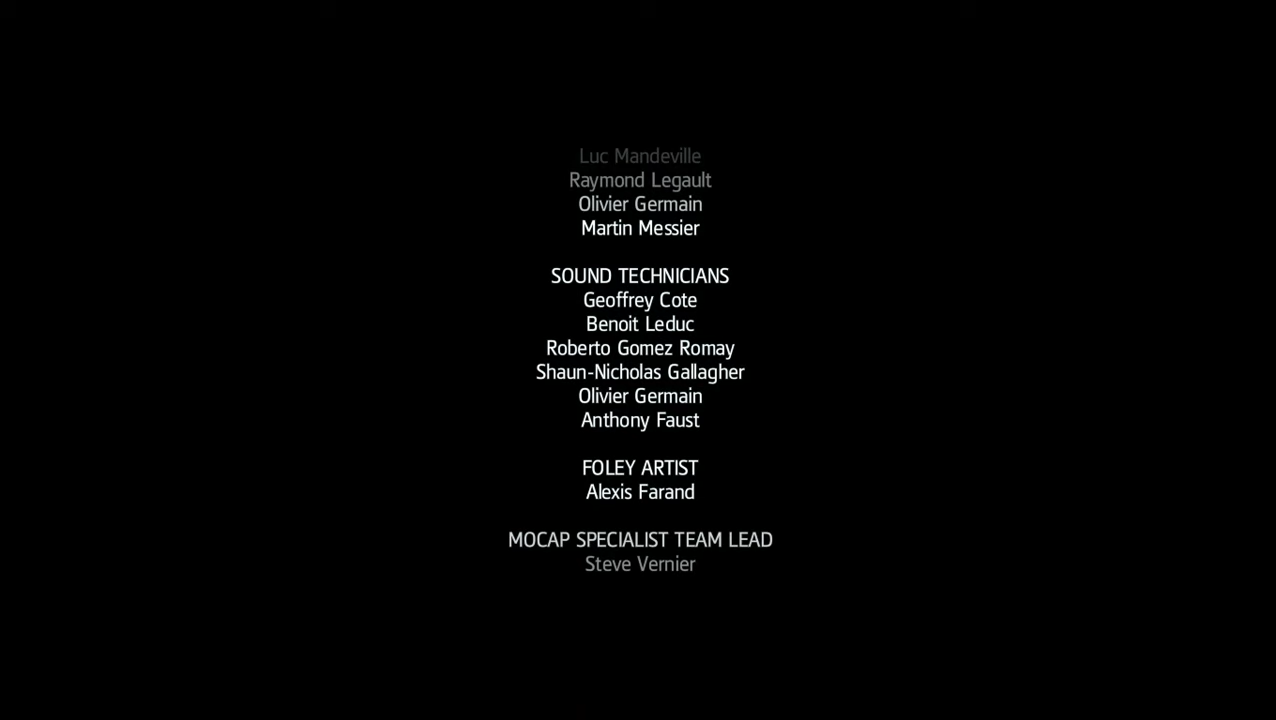 Luc Mandeville
Raymond Legault
Olivier Germain
Martin Messier
SOUND TECHNICIANS
Geoffrey Cote
Benoit Leduc
Roberto Gomez Romay
Shaun-Nicholas Gallagher
Olivier Germain
Anthony Faust
FOLEY ARTIST
Alexis Farand
MOCAP SPECIALIST TEAM LEAD
Steve Vernier